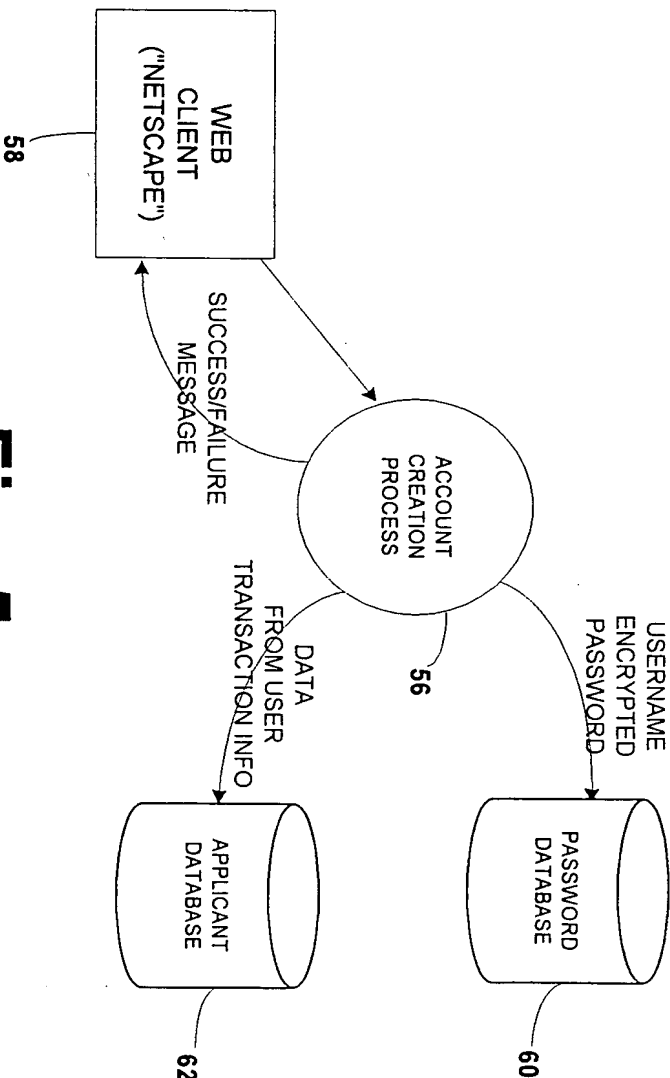 WEB
CLIENT
("NETSCAPE")
58
SUCCESS/FAILURE
MESSAGE
ACCOUNT
CREATION
PROCESS
56
USERNAME
ENCRYPTED
PASSWORD
DATA
FROM USER
TRANSACTION INFO
PASSWORD
DATABASE
60
APPLICANT
DATABASE
62